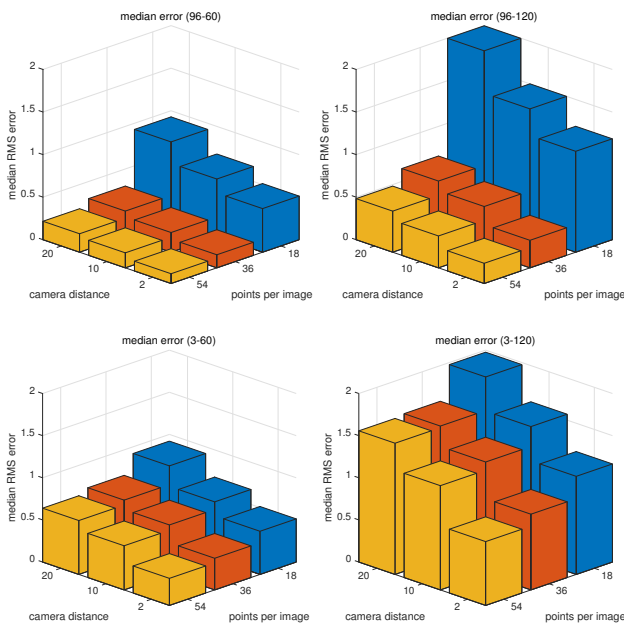 median error (96-60)
2
1.5
1
0.5
0
median RMS error
20
10
2
54
36
18
camera distance
points per image
median error (96-120)
2
1.5
1
0.5
0
median RMS error
20
10
2
54
36
18
camera distance
points per image
median error (3-60)
2
1.5
1
0.5
0
median RMS error
20
10
2
54
36
18
camera distance
points per image
median error (3-120)
2
1.5
1
0.5
0
median RMS error
20
10
2
54
36
18
camera distance
points per image